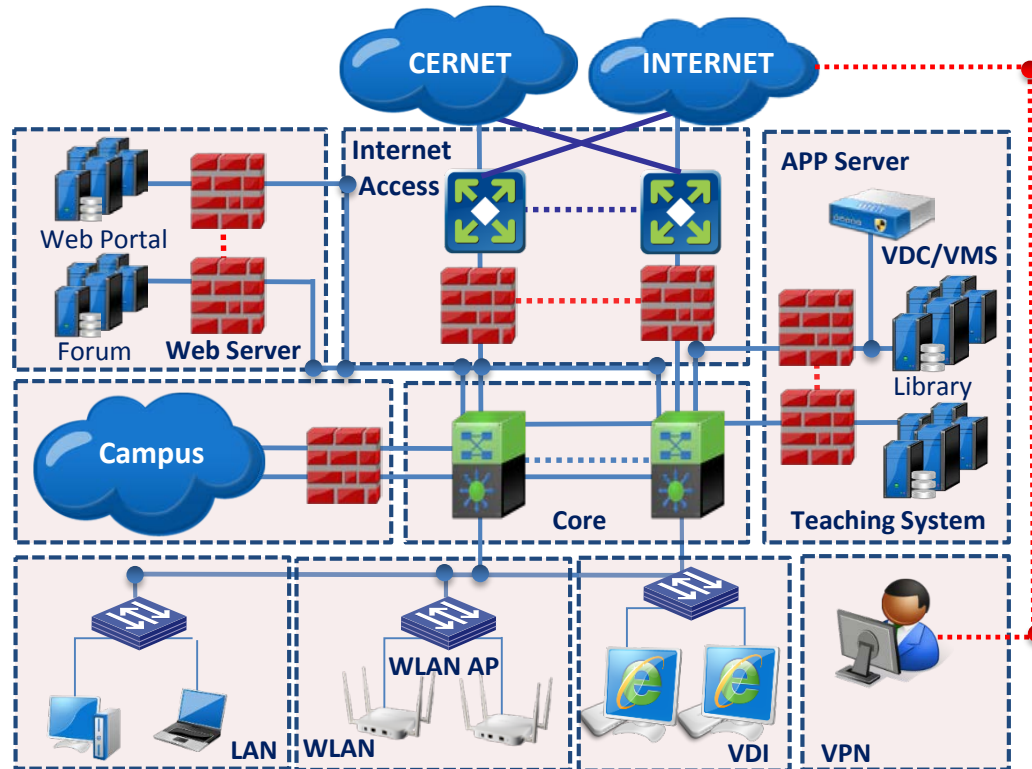 CERNET
INTERNET
Internet
Access
APP Server
Web Portal
VDC/VMS
Forum
Web Server
Library
Campus
Core
Teaching System
WLAN AP
LAN
WLAN
VDI
VPN